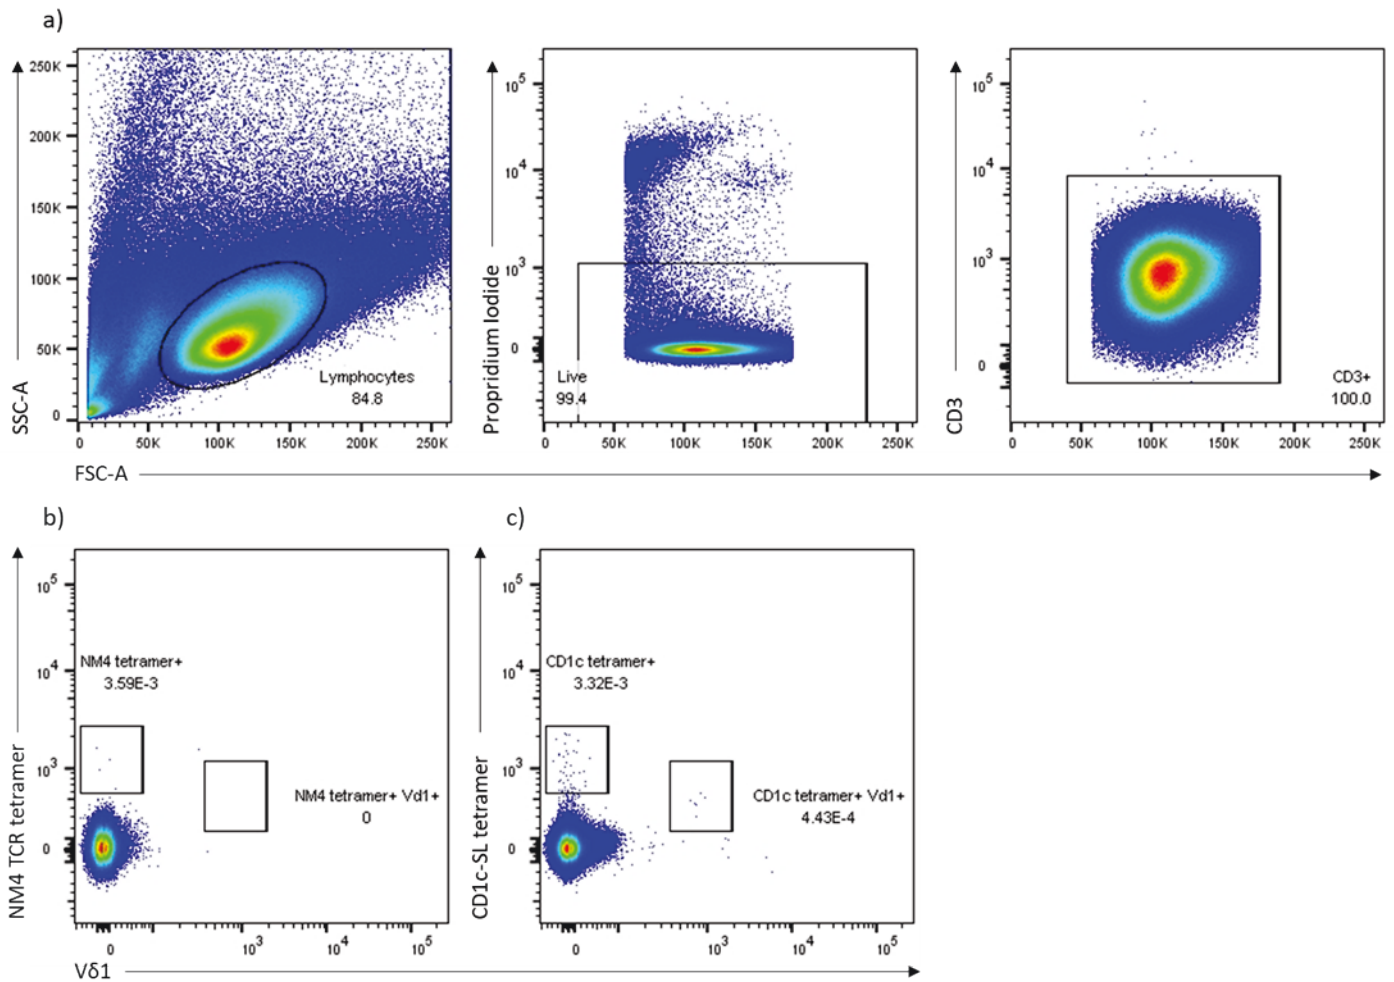 a)
250K
200K
150K
100K
50K
0
SSC-A
Lymphocytes
84.8
0 50K 100K 150K 200K 250K
10^5
10^4
10^3
0
Propridium Iodide
Live
99.4
0 50K 100K 150K 200K 250K
10^5
10^4
10^3
0
CD3
CD3+
100.0
0 50K 100K 150K 200K 250K
FSC-A
b)
10^5
10^4
10^3
0
NM4 TCR tetramer
NM4 tetramer+
3.59E-3
NM4 tetramer+ Vd1+
0
0 10^3 10^4 10^5
c)
10^5
10^4
10^3
0
CD1c-SL tetramer
CD1c tetramer+
3.32E-3
CD1c tetramer+ Vd1+
4.43E-4
0 10^3 10^4 10^5
Vδ1